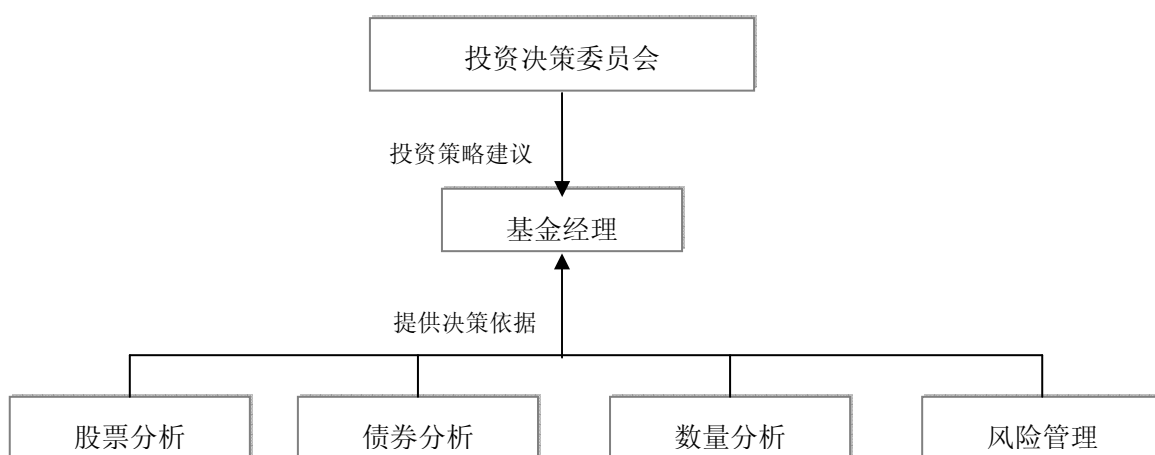 投资决策委员会
投资策略建议
基金经理
提供决策依据
股票分析
债券分析
数量分析
风险管理